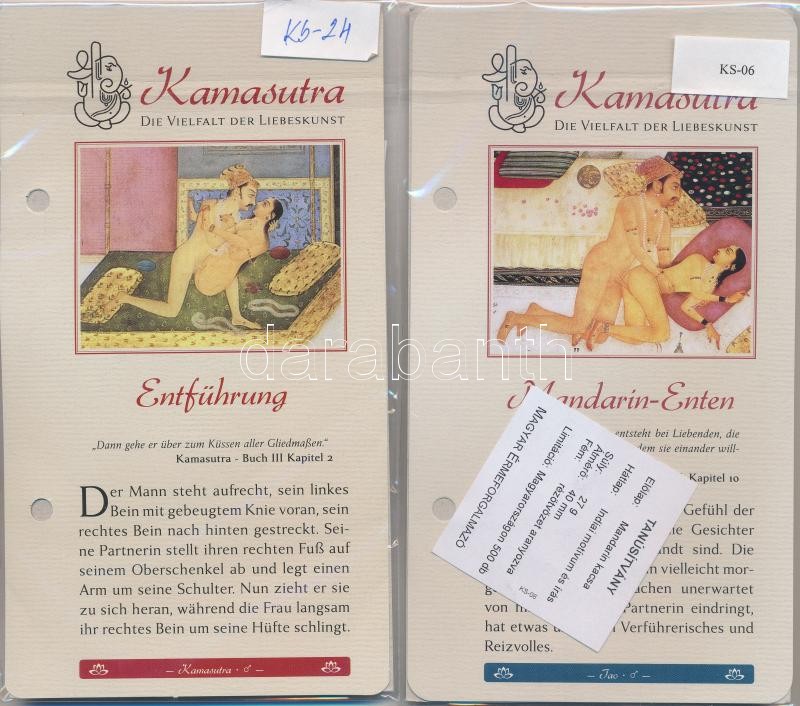 Kb-24
Kamasutra
DIE VIELFALT DER LIEBESKUNST
Entführung
„Dann gehe er über zum Küssen aller Gliedmaßen.“
Kamasutra - Buch III Kapitel 2
Der Mann steht aufrecht, sein linkes
Bein mit gebeugtem Knie voran, sein
rechtes Bein nach hinten gestreckt. Sei-
ne Partnerin stellt ihren rechten Fuß auf
seinem Oberschenkel ab und legt einen
Arm um seine Schulter. Nun zieht er sie
zu sich heran, während die Frau langsam
ihr rechtes Bein um seine Hüfte schlingt.
– Kamasutra · ♂ –
KS-06
Kamasutra
DIE VIELFALT DER LIEBESKUNST
Mandarin-Enten
entsteht bei Liebenden, die
dem sie einander will-
Kapitel 10
Gefühl der
Gesichter
sind. Die
vielleicht mor-
unerwartet
von Partnerin eindringt,
hat etwas Verführerisches und
Reizvolles.
– Tao · ♂ –
TANÚSÍTVÁNY
Előlap: Mandarin kacsa
Hátlap: Indiai motívum és írás
Fém: rézötvözet aranyozva
Átmérő: 40 mm
Súly: 27 g
Limitáció: Magyarországon 500 db
MAGYAR ÉRMEFORGALMAZÓ
KS-06
darabanth